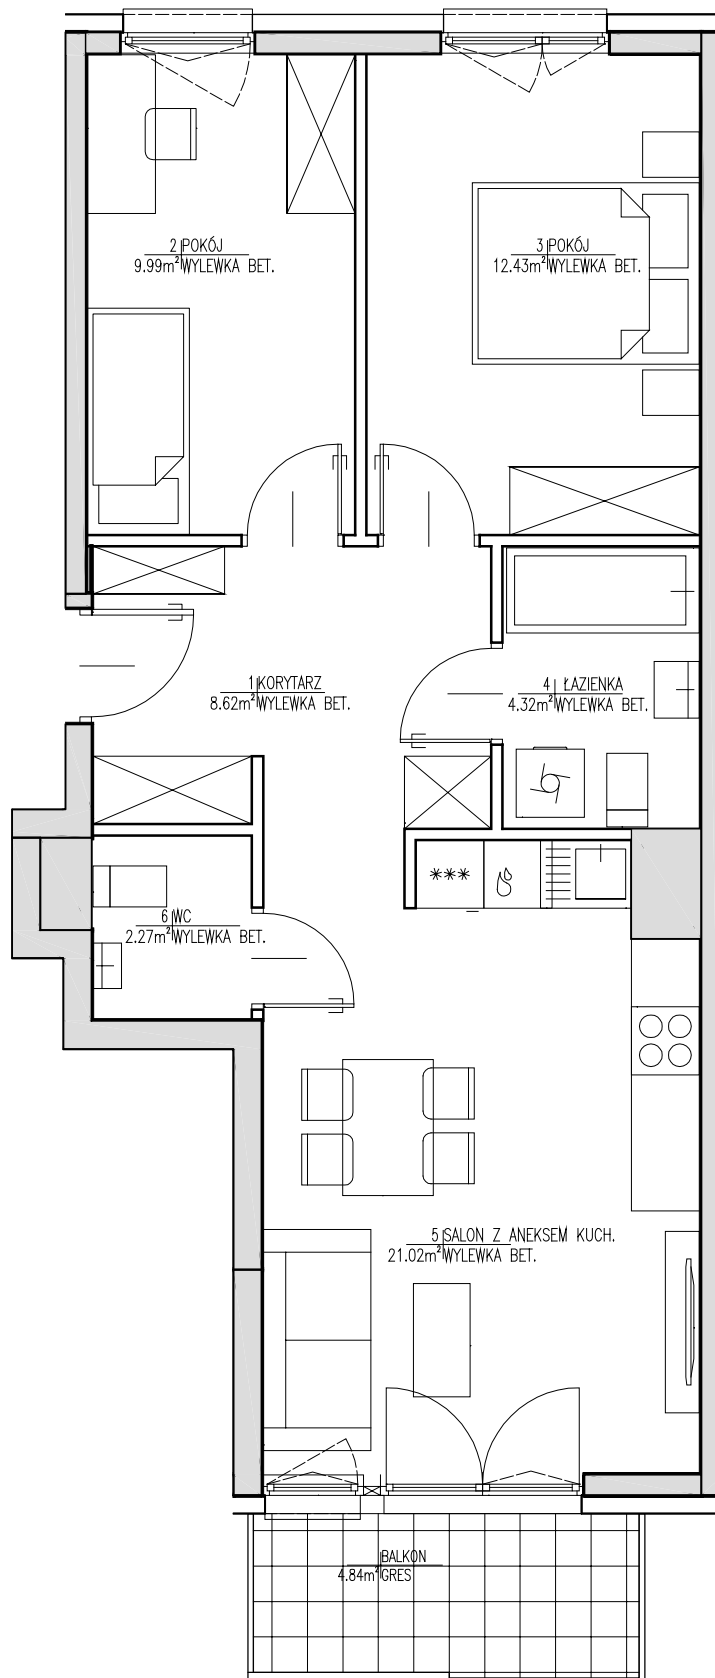 2 POKÓJ
9.99m² WYLEWKA BET.
3 POKÓJ
12.43m² WYLEWKA BET.
1 KORYTARZ
8.62m² WYLEWKA BET.
4 ŁAZIENKA
4.32m² WYLEWKA BET.
***
6 WC
2.27m² WYLEWKA BET.
5 SALON Z ANEKSEM KUCH.
21.02m² WYLEWKA BET.
BALKON
4.84m² GRES